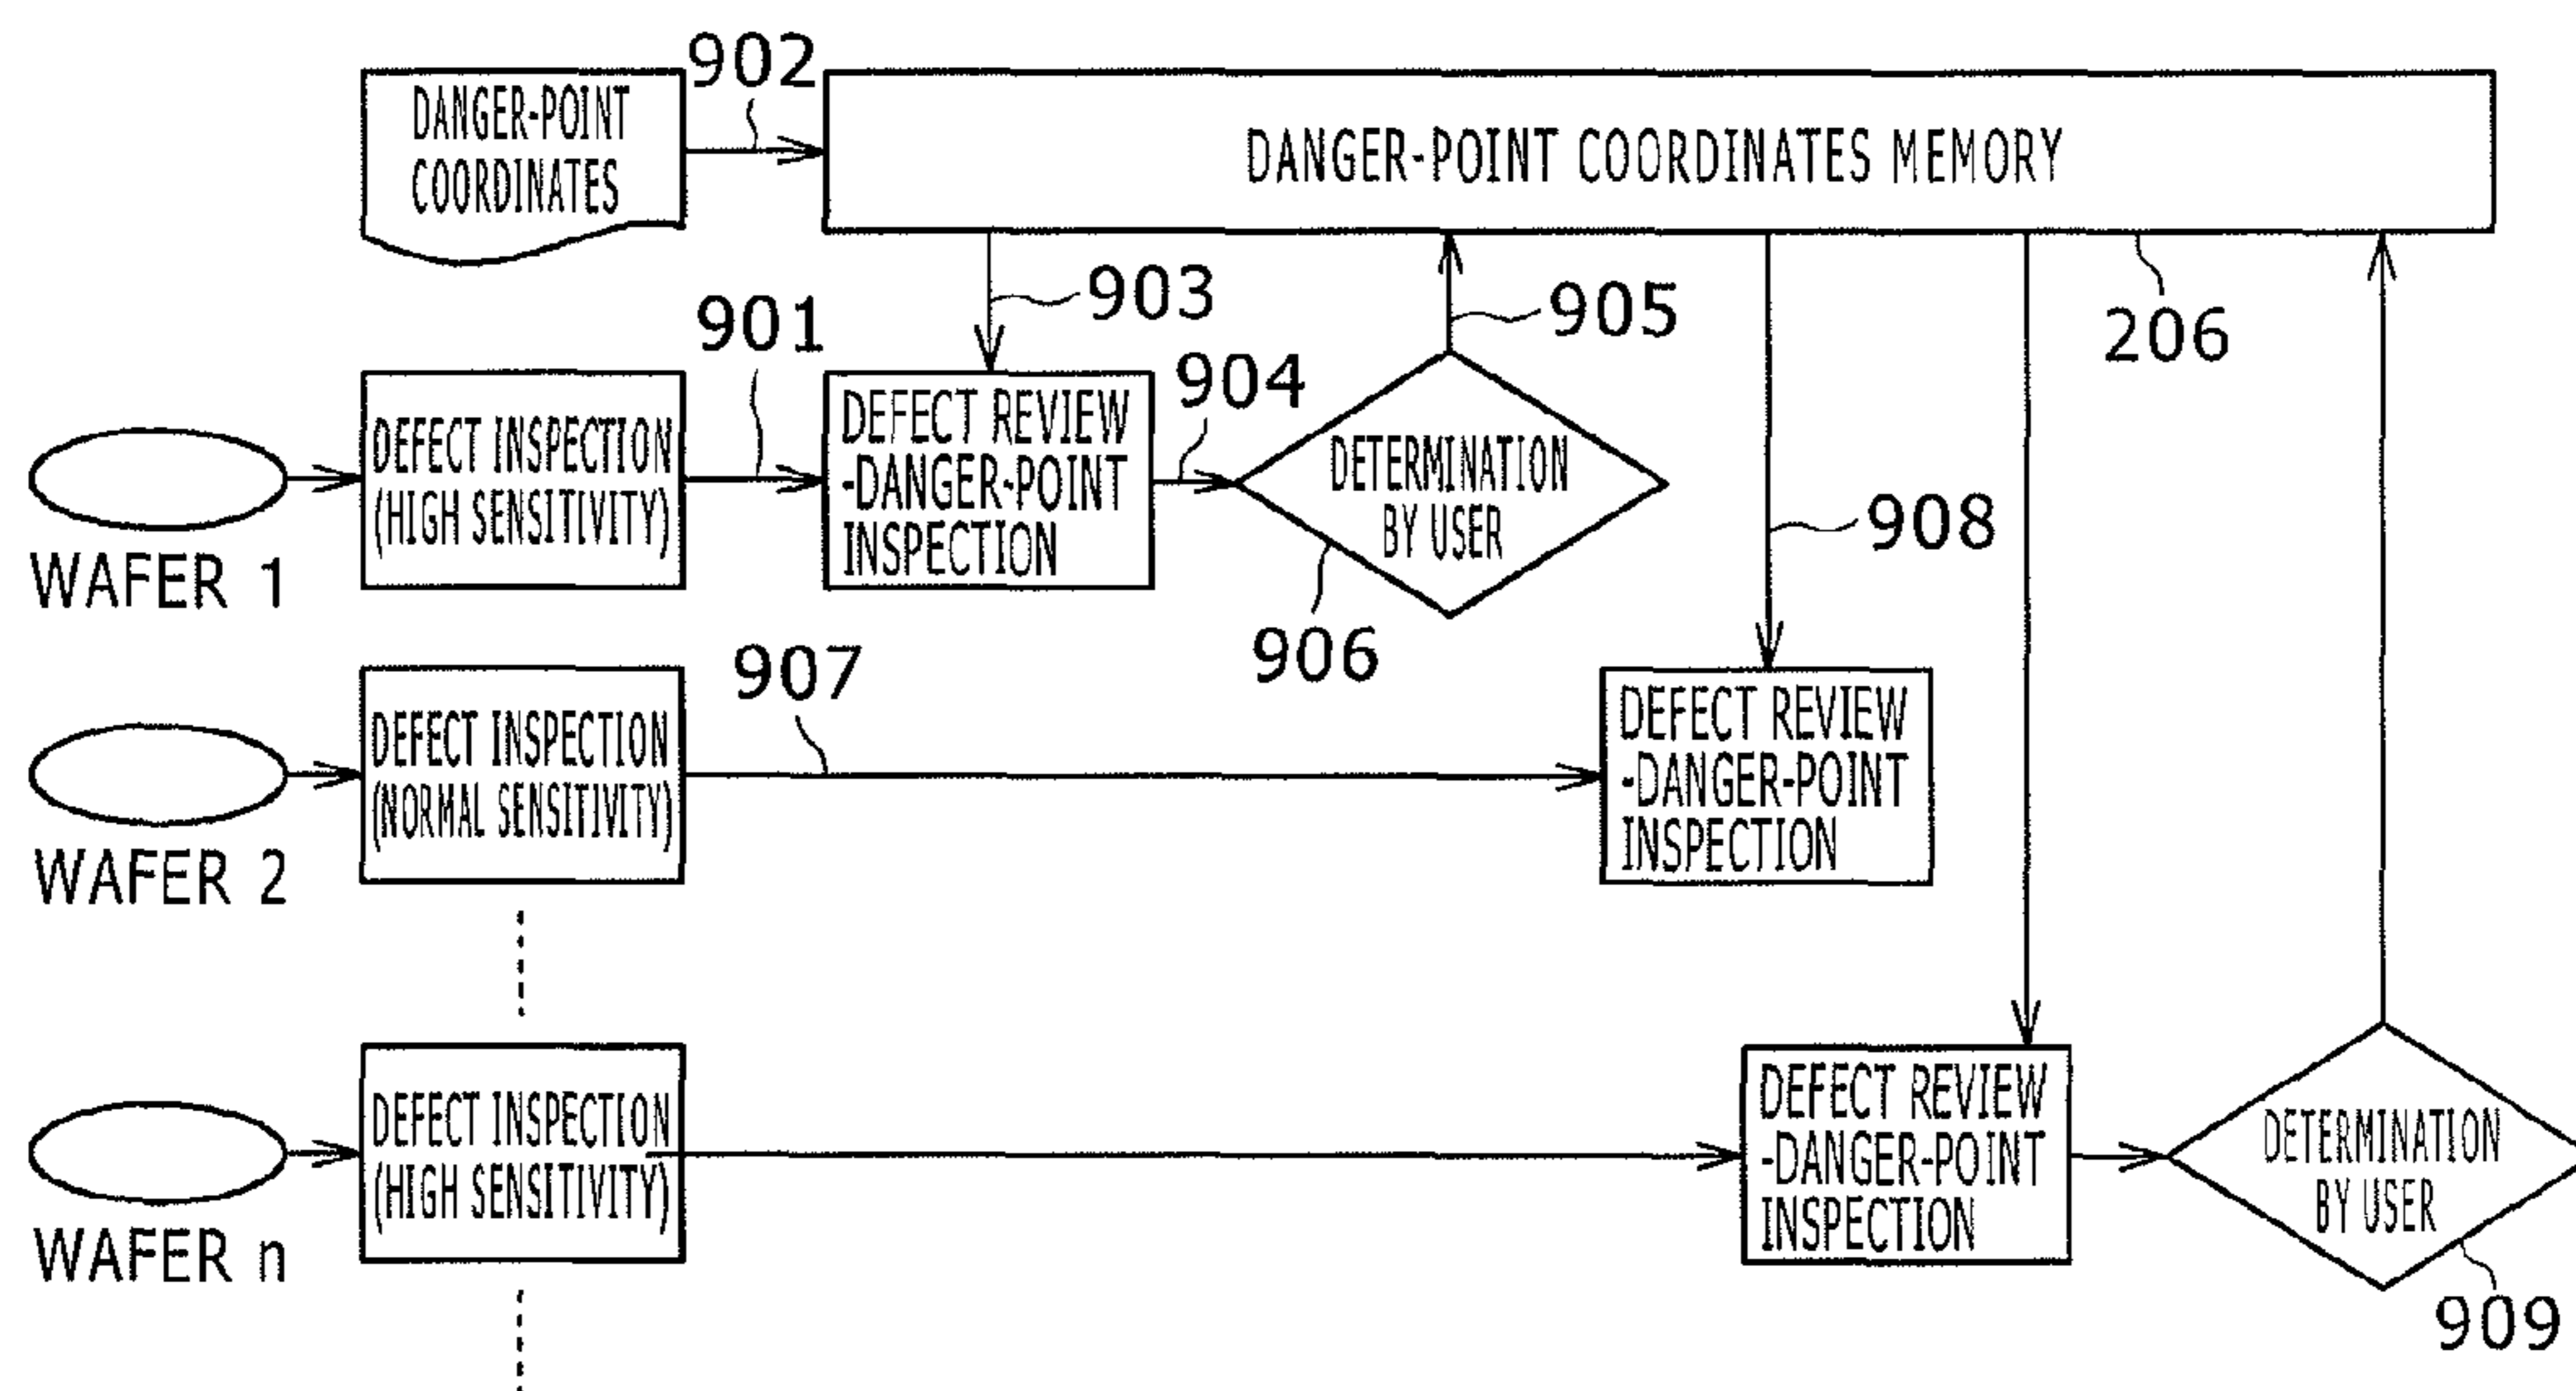 902
DANGER-POINT
COORDINATES
DANGER-POINT COORDINATES MEMORY
903
905
206
901
904
WAFER 1
DEFECT INSPECTION
(HIGH SENSITIVITY)
DEFECT REVIEW
-DANGER-POINT
INSPECTION
DETERMINATION
BY USER
906
908
WAFER 2
DEFECT INSPECTION
(NORMAL SENSITIVITY)
907
DEFECT REVIEW
-DANGER-POINT
INSPECTION
WAFER n
DEFECT INSPECTION
(HIGH SENSITIVITY)
DEFECT REVIEW
-DANGER-POINT
INSPECTION
DETERMINATION
BY USER
909